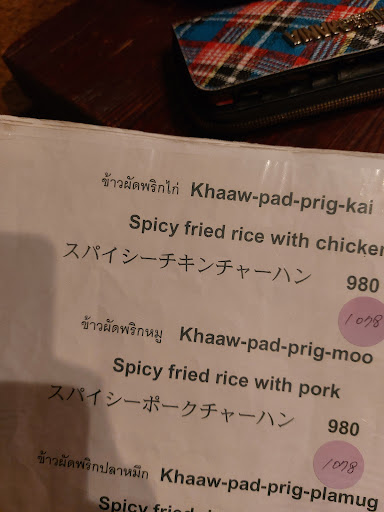 ข้าวผัดพริกไก่ Khaaw-pad-prig-kai
Spicy fried rice with chicken
スパイシーチキンチャーハン 980
1078
ข้าวผัดพริกหมู Khaaw-pad-prig-moo
Spicy fried rice with pork
スパイシーポークチャーハン 980
1078
ข้าวผัดพริกปลาหมึก Khaaw-pad-prig-plamug
Spicy fried